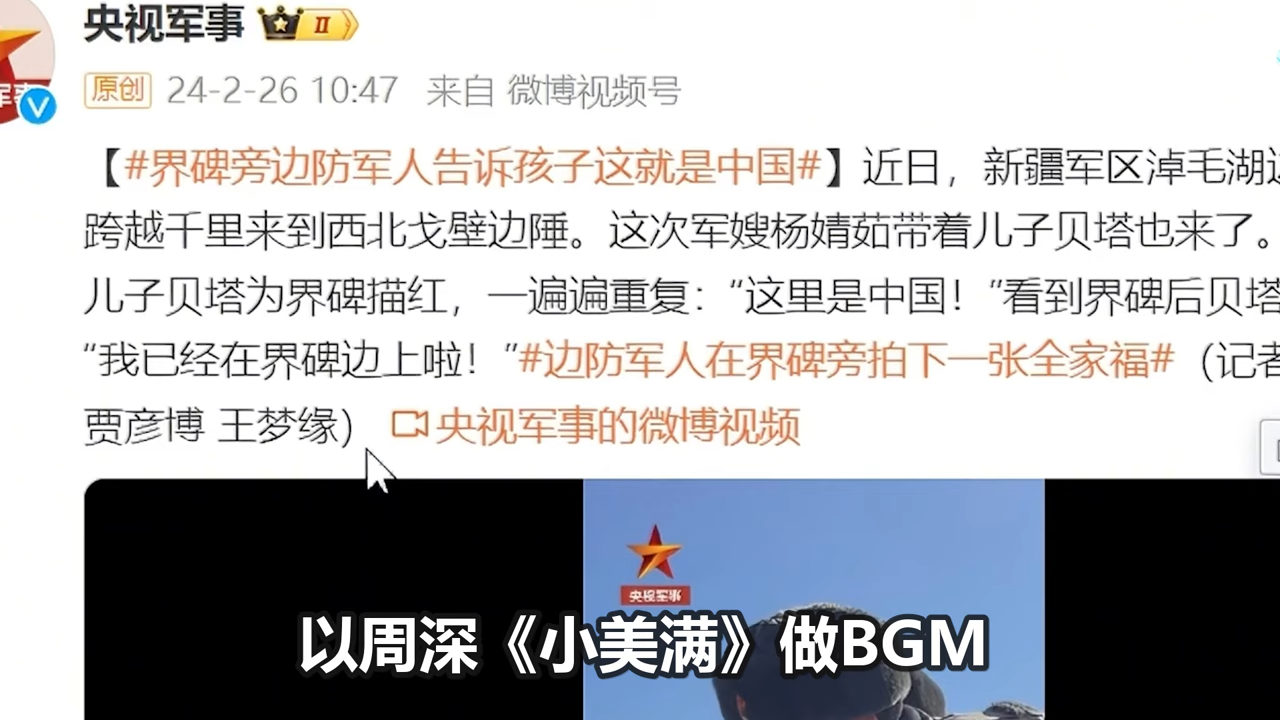 央视军事 II
原创 24-2-26 10:47 来自 微博视频号
【#界碑旁边防军人告诉孩子这就是中国#】近日，新疆军区淖毛湖
跨越千里来到西北戈壁边陲。这次军嫂杨婧茹带着儿子贝塔也来了。
儿子贝塔为界碑描红，一遍遍重复：“这里是中国！”看到界碑后贝塔
“我已经在界碑边上啦！”#边防军人在界碑旁拍下一张全家福#（记者
贾彦博 王梦缘） 央视军事的微博视频
央视军事
以周深《小美满》做BGM